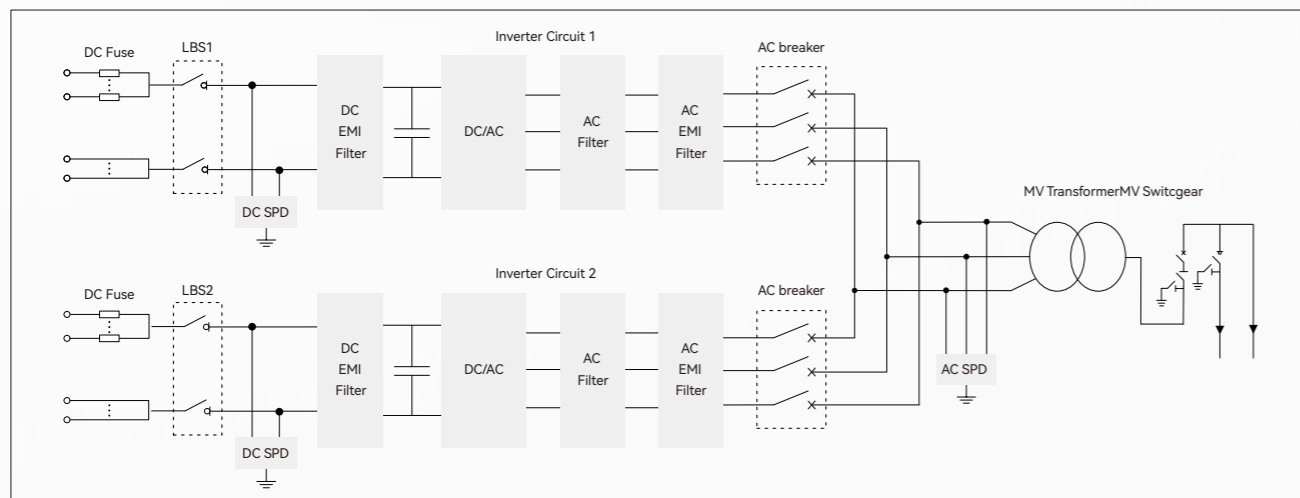 Inverter Circuit 1
DC Fuse
LBS1
AC breaker
DC
EMI
Filter
DC/AC
AC
Filter
AC
EMI
Filter
DC SPD
MV TransformerMV Switcgear
Inverter Circuit 2
DC Fuse
LBS2
AC breaker
DC
EMI
Filter
DC/AC
AC
Filter
AC
EMI
Filter
AC SPD
DC SPD